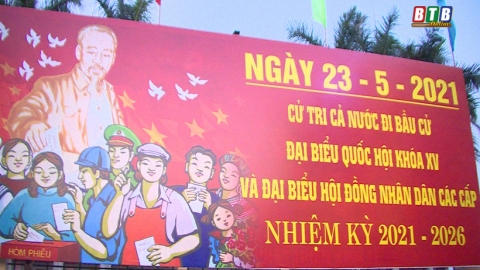 BTB
Online
NGÀY 23 - 5 - 2021
CỬ TRI CẢ NƯỚC ĐI BẦU CỬ
ĐẠI BIỂU QUỐC HỘI KHÓA XV
VÀ ĐẠI BIỂU HỘI ĐỒNG NHÂN DÂN CÁC CẤP
NHIỆM KỲ 2021 - 2026
HÒM PHIẾU